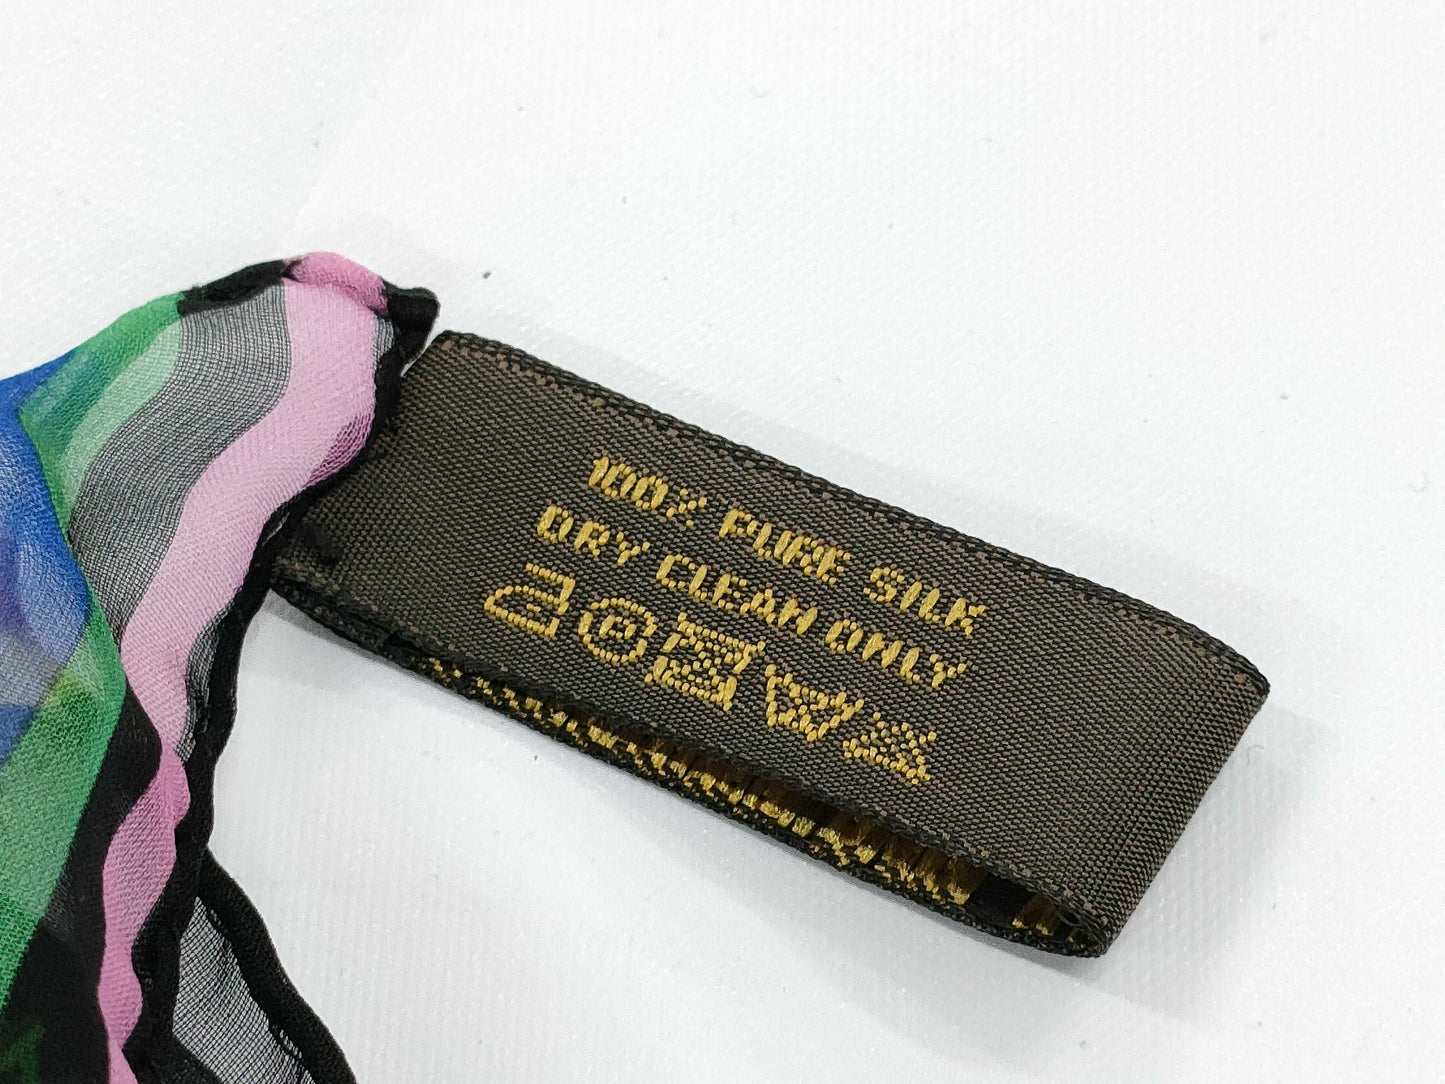 100% PURE SILK
DRY CLEAN ONLY
P